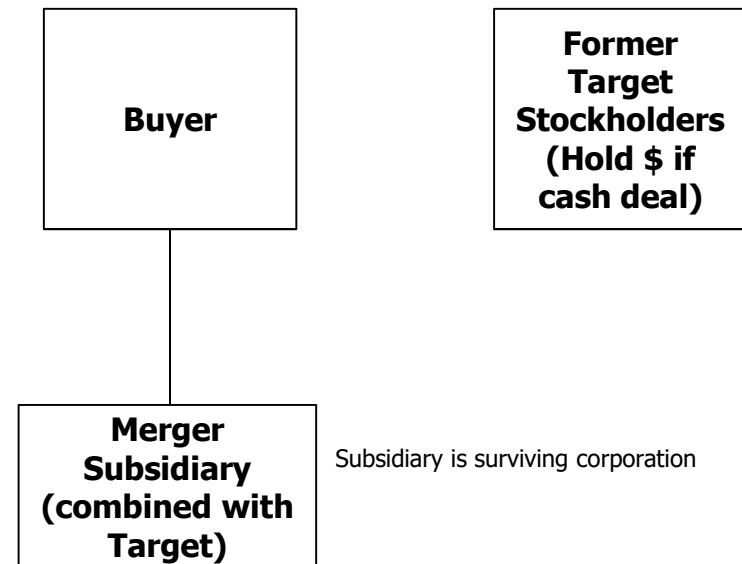 Buyer
Former
Target
Stockholders
(Hold $ if
cash deal)
Merger
Subsidiary
(combined with
Target)
Subsidiary is surviving corporation